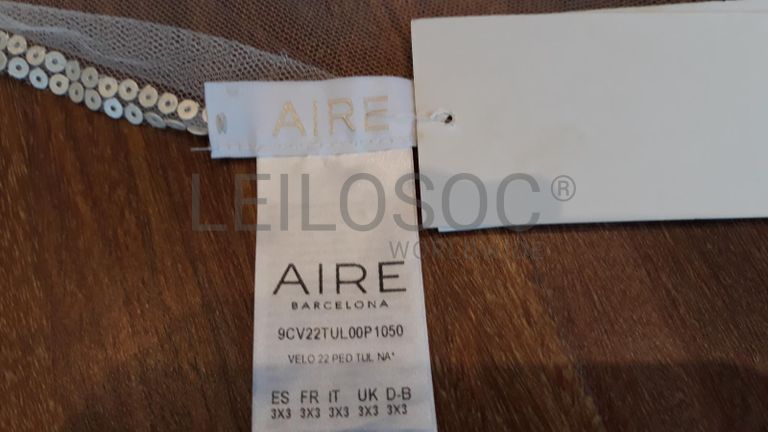 AIRE
LEILOSOC®
WORLDWIDE
AIRE
BARCELONA
9CV22TUL00P1050
VELO 22 PED TUL NA*
ES FR IT UK D-B
3X3 3X3 3X3 3X3 3X3